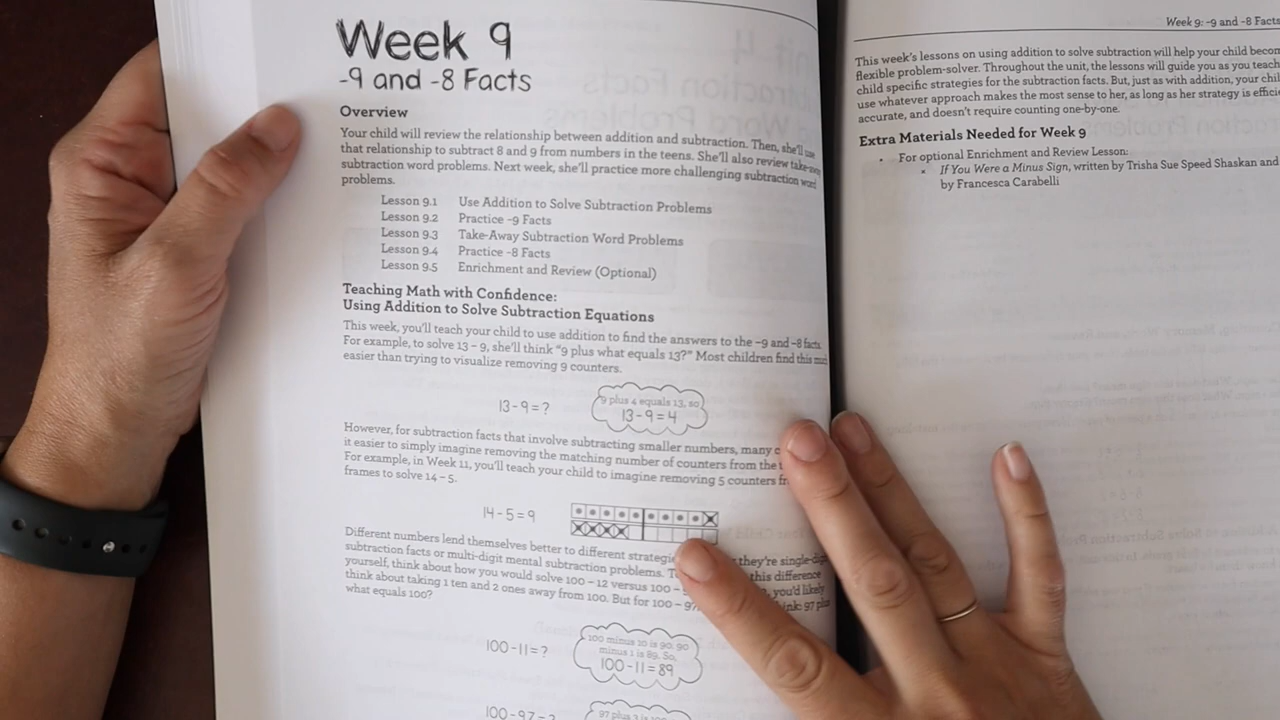 Week 9
-9 and -8 Facts
Overview
Your child will review the relationship between addition and subtraction. Then, she'll use
that relationship to subtract 8 and 9 from numbers in the teens. She'll also review take-away
subtraction word problems. Next week, she'll practice more challenging subtraction word
problems.
Lesson 9.1 Use Addition to Solve Subtraction Problems
Lesson 9.2 Practice -9 Facts
Lesson 9.3 Take-Away Subtraction Word Problems
Lesson 9.4 Practice -8 Facts
Lesson 9.5 Enrichment and Review (Optional)
Teaching Math with Confidence:
Using Addition to Solve Subtraction Equations
This week, you'll teach your child to use addition to find the answers to the -9 and -8 facts.
For example, to solve 13 - 9, she'll think "9 plus what equals 13?" Most children find this much
easier than trying to visualize removing 9 counters.
13-9=?
9 plus 4 equals 13, so
13-9=4
However, for subtraction facts that involve subtracting smaller numbers, many
it easier to simply imagine removing the matching number of counters from the
For example, in Week 11, you'll teach your child to imagine removing 5 counters
frames to solve 14-5.
14-5=9
Different numbers lend themselves better to different they're
subtraction facts or multi-digit mental subtraction problems. this difference
yourself, think about how you would solve 100 - 12 versus 100 - you'd likely
think about taking 1 ten and 2 ones away from 100. But for 100 - 97, 97 plus
what equals 100?
100-11=?
100 minus 10 is 90. 90
minus 1 is 89. So,
100-11=89
100-97=?
97 plus 3 is
Week 9: -9 and -8 Facts
This week's lessons on using addition to solve subtraction will help your child
flexible problem-solver. Throughout the unit, the lessons will guide you as you teach
child specific strategies for the subtraction facts. But, just as with addition, your
use whatever approach makes the most sense to her, as long as her strategy is
accurate, and doesn't require counting one-by-one.
Extra Materials Needed for Week 9
• For optional Enrichment and Review Lesson:
▪ If You Were a Minus Sign, written by Trisha Sue Speed Shaskan and
by Francesca Carabelli